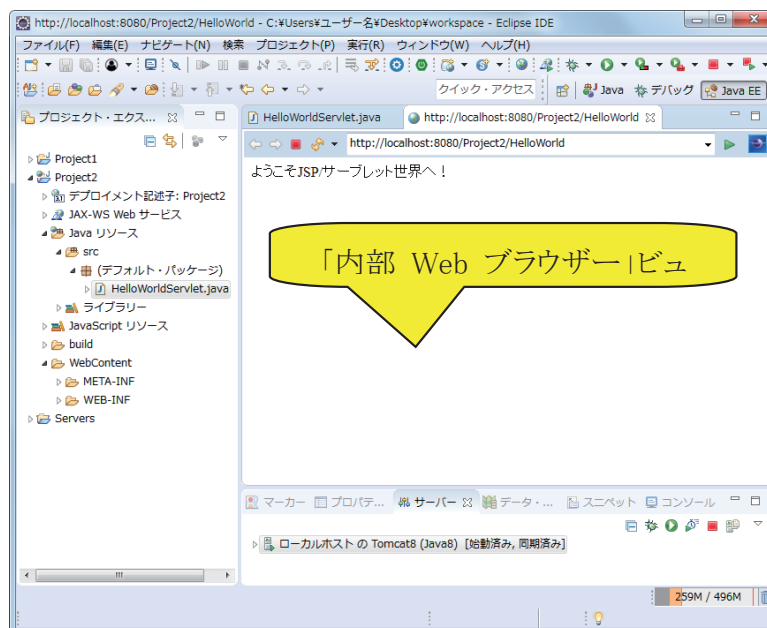 http://localhost:8080/Project2/HelloWorld - C:¥Users¥ユーザー名¥Desktop¥workspace - Eclipse IDE
ファイル(F) 編集(E) ナビゲート(N) 検索 プロジェクト(P) 実行(R) ウィンドウ(W) ヘルプ(H)
クイック・アクセス Java デバッグ Java EE
プロジェクト・エクス...
HelloWorldServlet.java http://localhost:8080/Project2/HelloWorld
http://localhost:8080/Project2/HelloWorld
Project1
Project2
デプロイメント記述子: Project2
JAX-WS Web サービス
Java リソース
src
(デフォルト・パッケージ)
HelloWorldServlet.java
ライブラリー
JavaScript リソース
build
WebContent
META-INF
WEB-INF
Servers
ようこそJSP/サーブレット世界へ！
「内部 Web ブラウザー」ビュ
マーカー プロパテ... サーバー データ・... スニペット コンソール
ローカルホスト の Tomcat8 (Java8) [始動済み, 同期済み]
259M / 496M